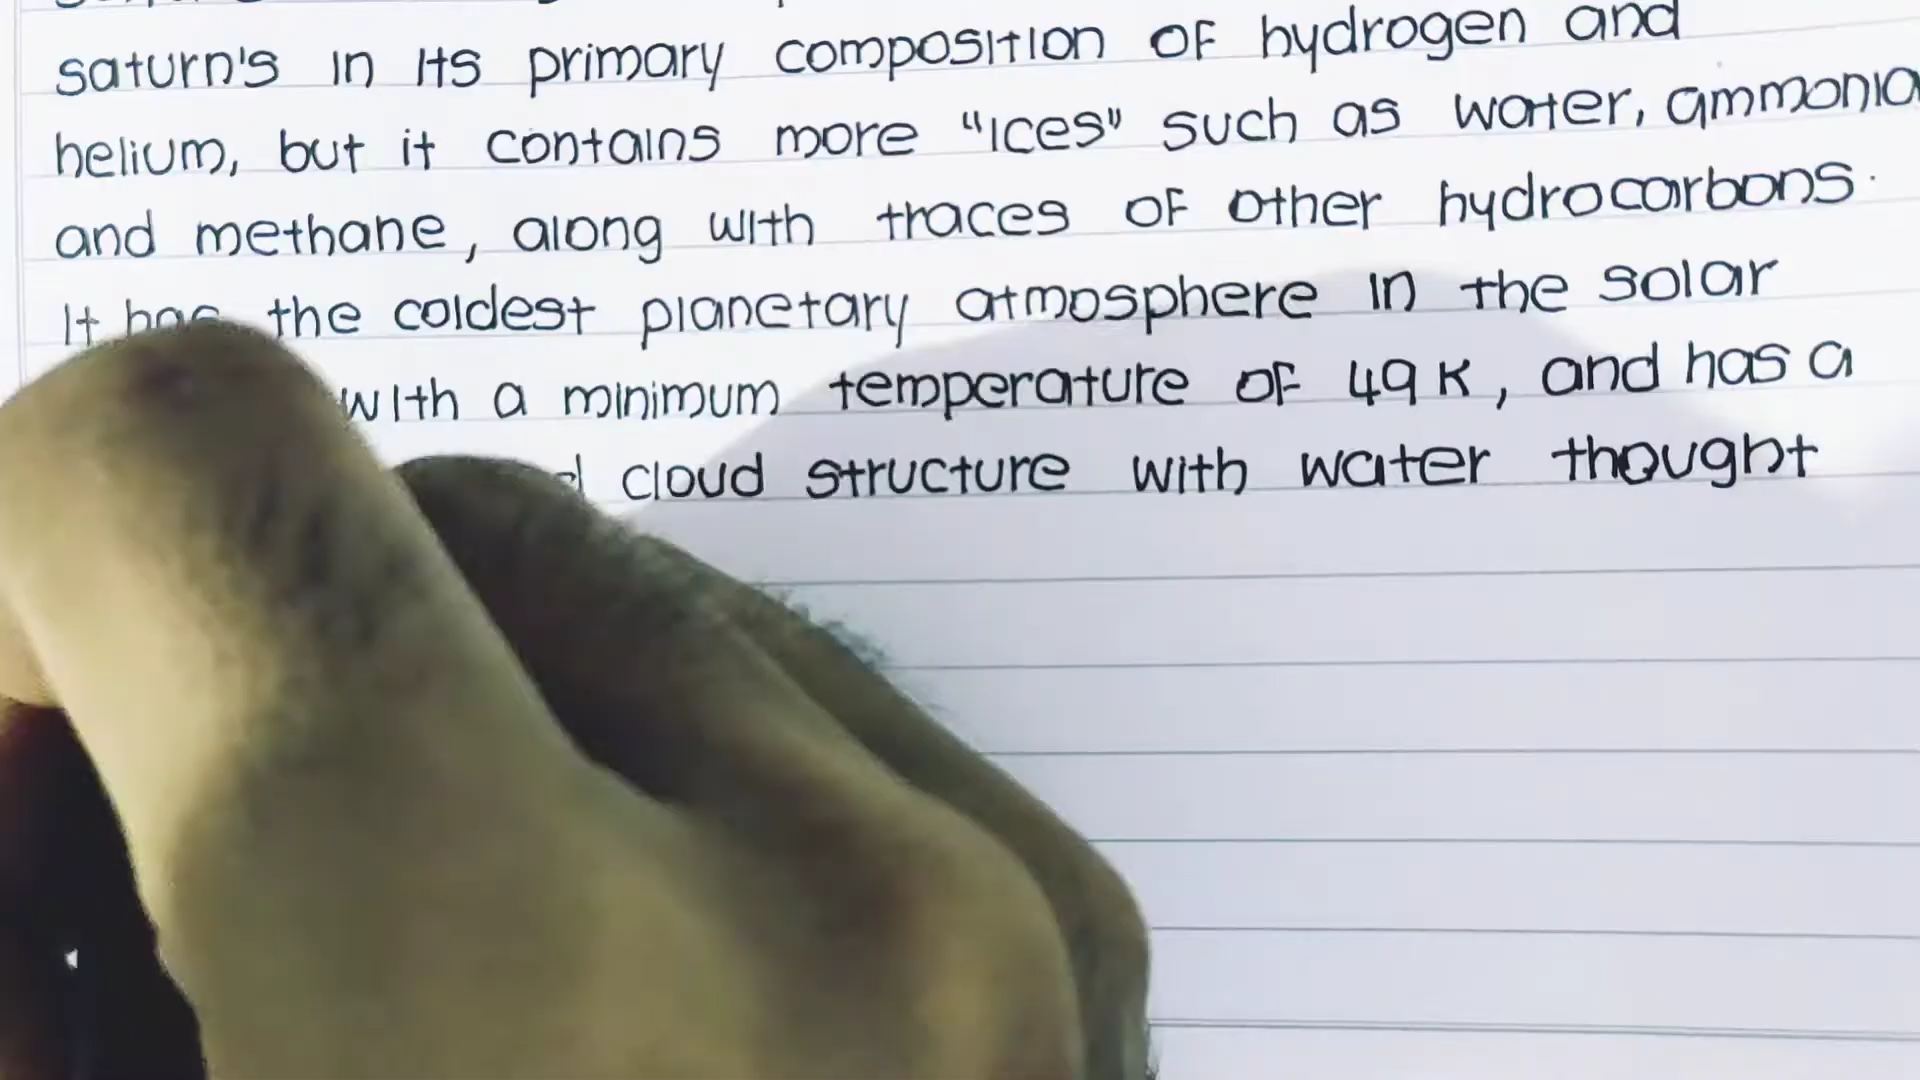 saturn's in its primary composition of hydrogen and
helium, but it contains more "ices" such as water, ammonia
and methane, along with traces of other hydrocarbons.
It has the coldest planetary atmosphere in the solar
with a minimum temperature of 49 K, and has a
cloud structure with water thought